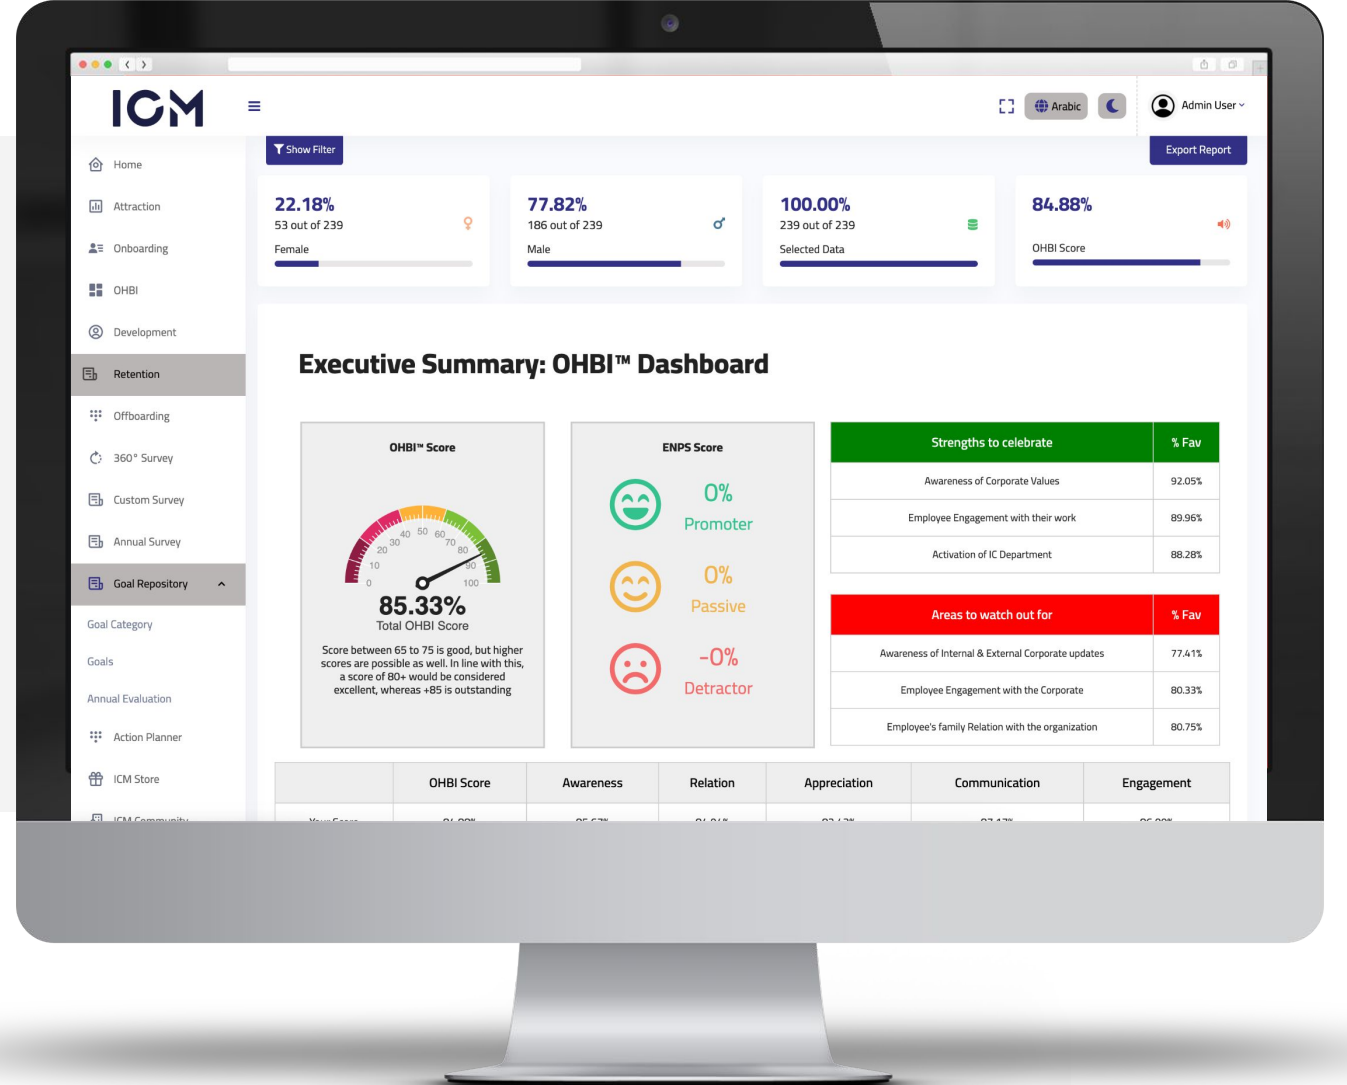 ICM
Arabic
Admin User
Show Filter
Export Report
Home
Attraction
Onboarding
OHBI
Development
Retention
Offboarding
360° Survey
Custom Survey
Annual Survey
Goal Repository
Goal Category
Goals
Annual Evaluation
Action Planner
ICM Store
ICM Community
22.18%
53 out of 239
Female
77.82%
186 out of 239
Male
100.00%
239 out of 239
Selected Data
84.88%
OHBI Score
Executive Summary: OHBI™ Dashboard
OHBI™ Score
0
10
20
30
40
50
60
70
80
90
100
85.33%
Total OHBI Score
Score between 65 to 75 is good, but higher
scores are possible as well. In line with this,
a score of 80+ would be considered
excellent, whereas +85 is outstanding
ENPS Score
0%
Promoter
0%
Passive
-0%
Detractor
Strengths to celebrate % Fav
Awareness of Corporate Values 92.05%
Employee Engagement with their work 89.96%
Activation of IC Department 88.28%
Areas to watch out for % Fav
Awareness of Internal & External Corporate updates 77.41%
Employee Engagement with the Corporate 80.33%
Employee's family Relation with the organization 80.75%
OHBI Score Awareness Relation Appreciation Communication Engagement
Your Score